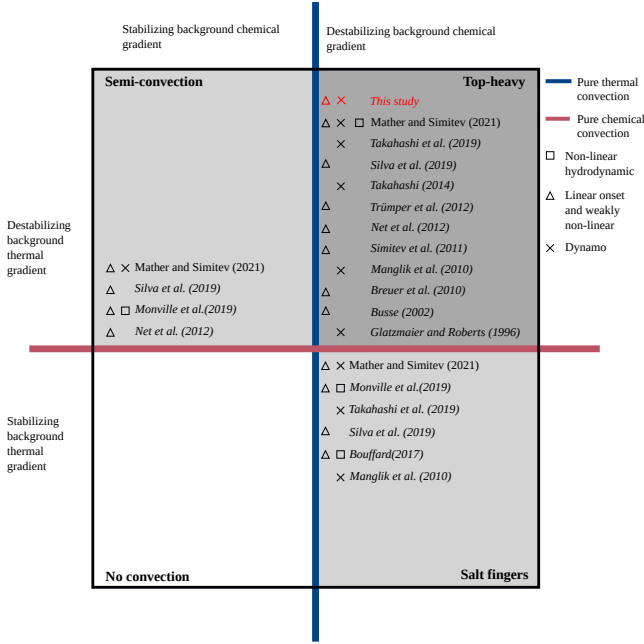 Stabilizing background chemical
gradient
Destabilizing background chemical
gradient
Semi-convection
Top-heavy
This study
Mather and Simitev (2021)
Takahashi et al. (2019)
Silva et al. (2019)
Takahashi (2014)
Trümper et al. (2012)
Net et al. (2012)
Simitev et al. (2011)
Manglik et al. (2010)
Breuer et al. (2010)
Busse (2002)
Glatzmaier and Roberts (1996)
Pure thermal
convection
Pure chemical
convection
Non-linear
hydrodynamic
Linear onset
and weakly
non-linear
Dynamo
Destabilizing
background
thermal
gradient
Mather and Simitev (2021)
Silva et al. (2019)
Monville et al.(2019)
Net et al. (2012)
Stabilizing
background
thermal
gradient
Mather and Simitev (2021)
Monville et al.(2019)
Takahashi et al. (2019)
Silva et al. (2019)
Bouffard(2017)
Manglik et al. (2010)
No convection
Salt fingers